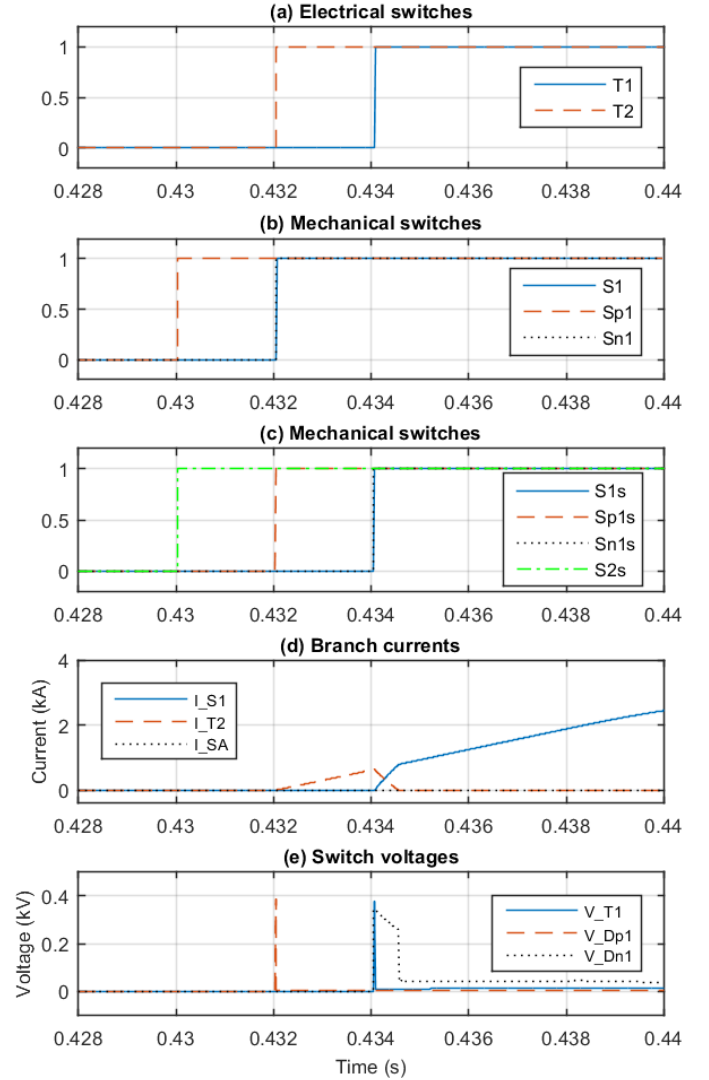 (a) Electrical switches
1
0.5
0
T1
T2
0.428 0.43 0.432 0.434 0.436 0.438 0.44
(b) Mechanical switches
1
0.5
0
S1
Sp1
Sn1
0.428 0.43 0.432 0.434 0.436 0.438 0.44
(c) Mechanical switches
1
0.5
0
S1s
Sp1s
Sn1s
S2s
0.428 0.43 0.432 0.434 0.436 0.438 0.44
(d) Branch currents
Current (kA)
4
2
0
I_S1
I_T2
I_SA
0.428 0.43 0.432 0.434 0.436 0.438 0.44
(e) Switch voltages
Voltage (kV)
0.4
0.2
0
V_T1
V_Dp1
V_Dn1
0.428 0.43 0.432 0.434 0.436 0.438 0.44
Time (s)